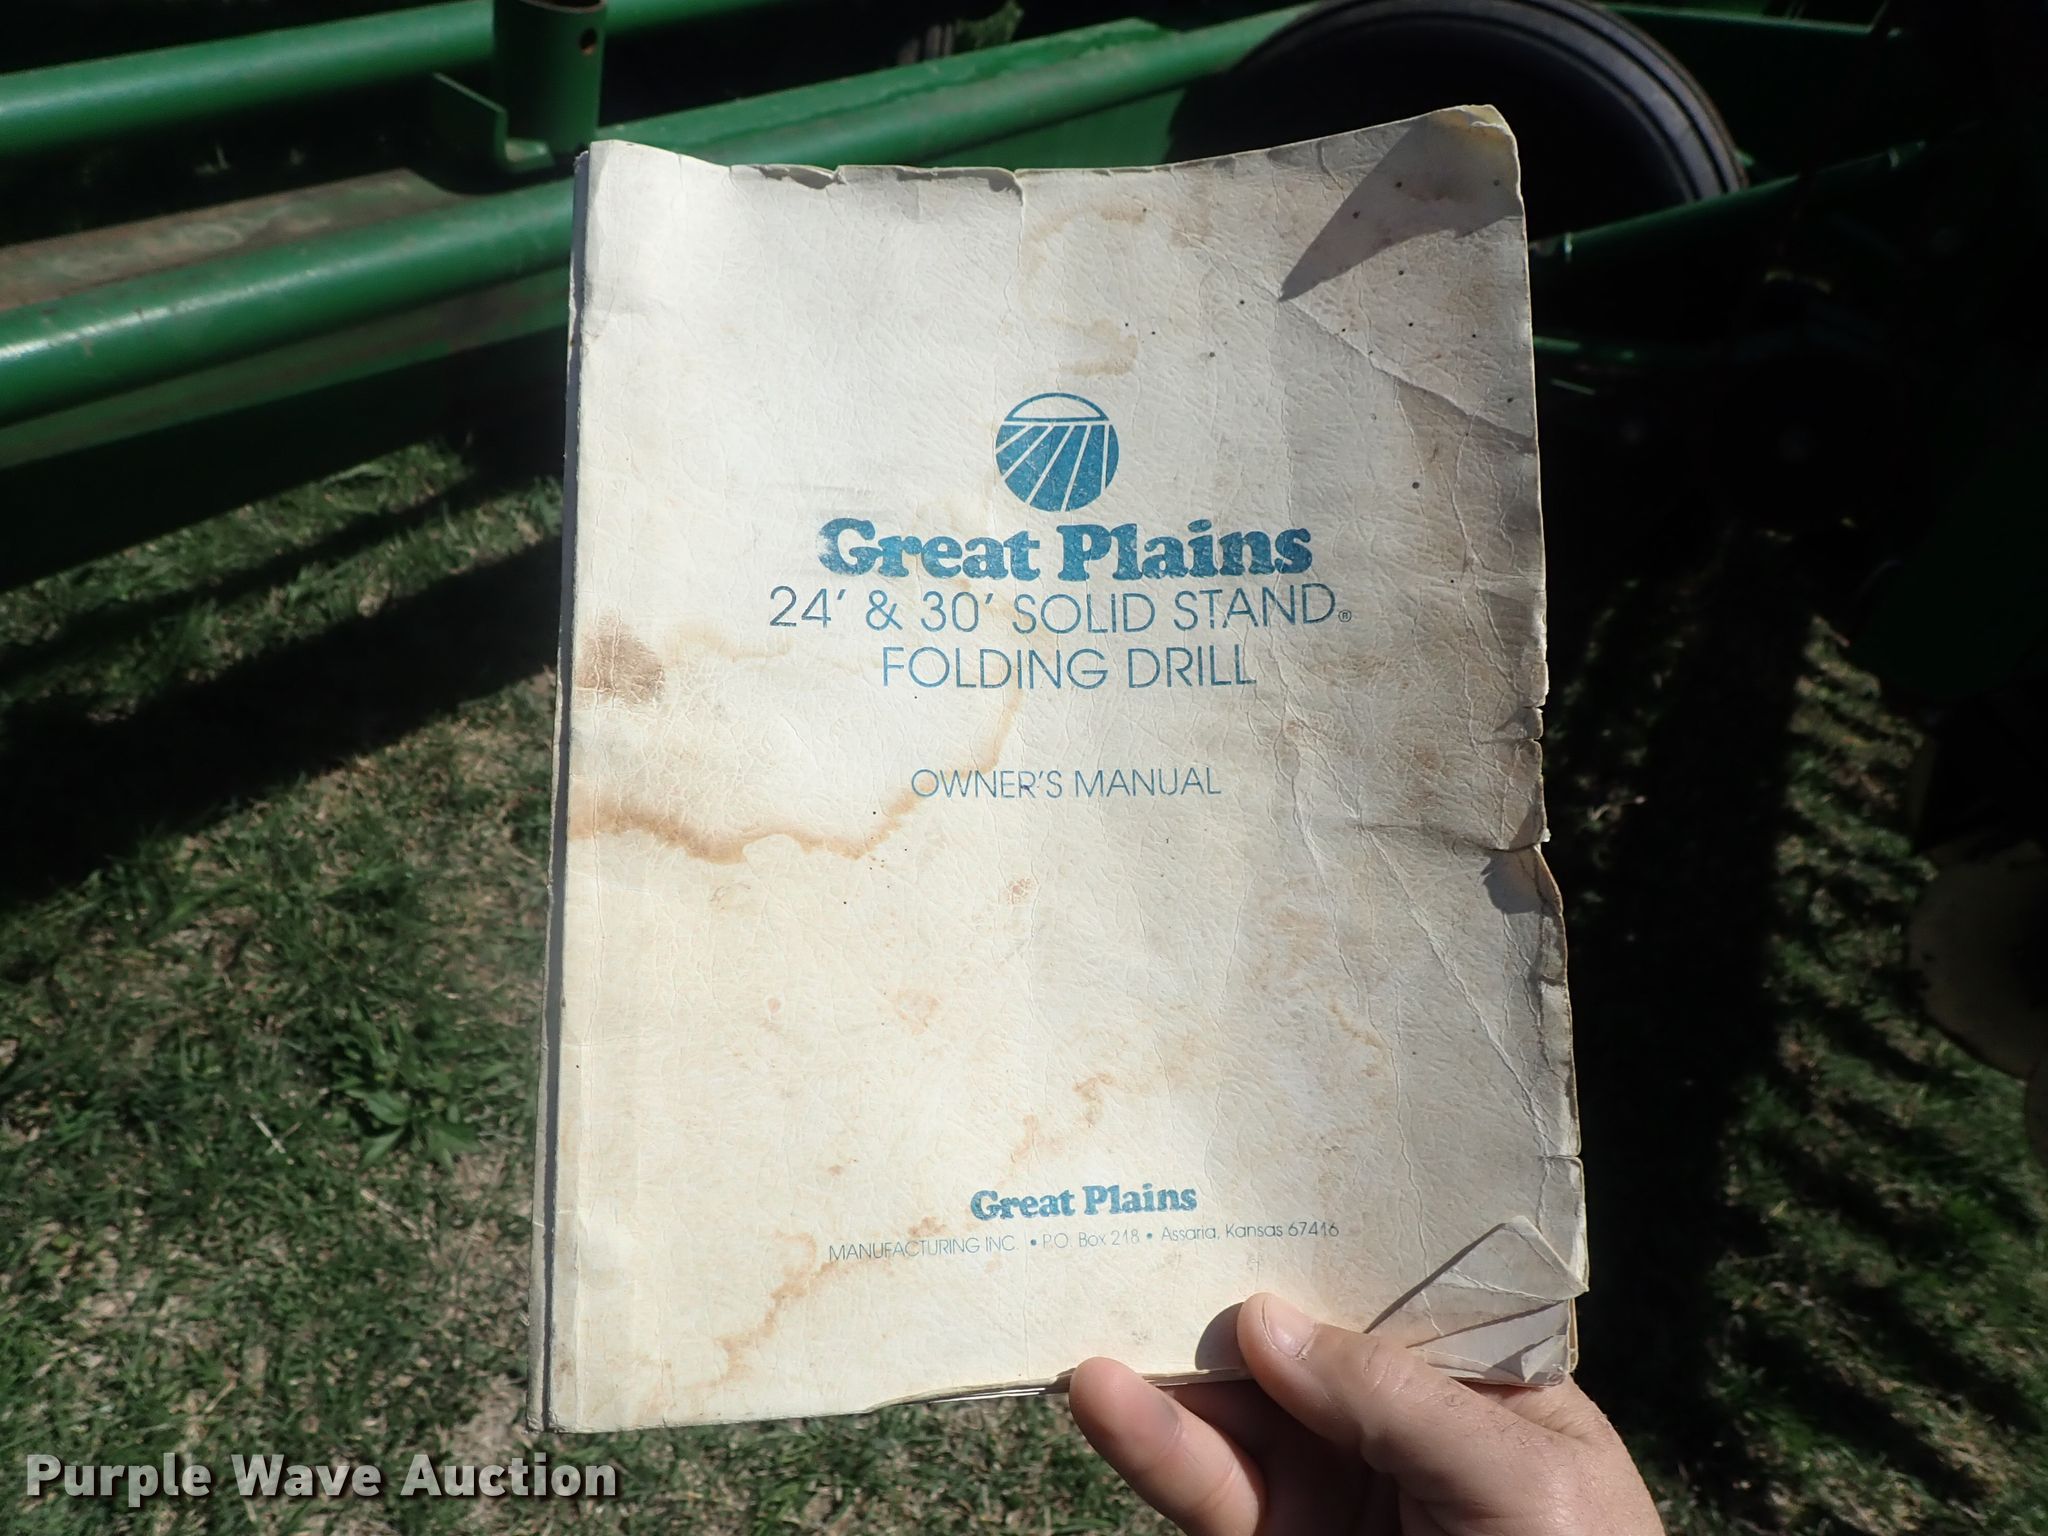 Great Plains
24' & 30' SOLID STAND®
FOLDING DRILL
OWNER'S MANUAL
Great Plains
MANUFACTURING INC. • P.O. Box 218 • Assaria, Kansas 67416
Purple Wave Auction